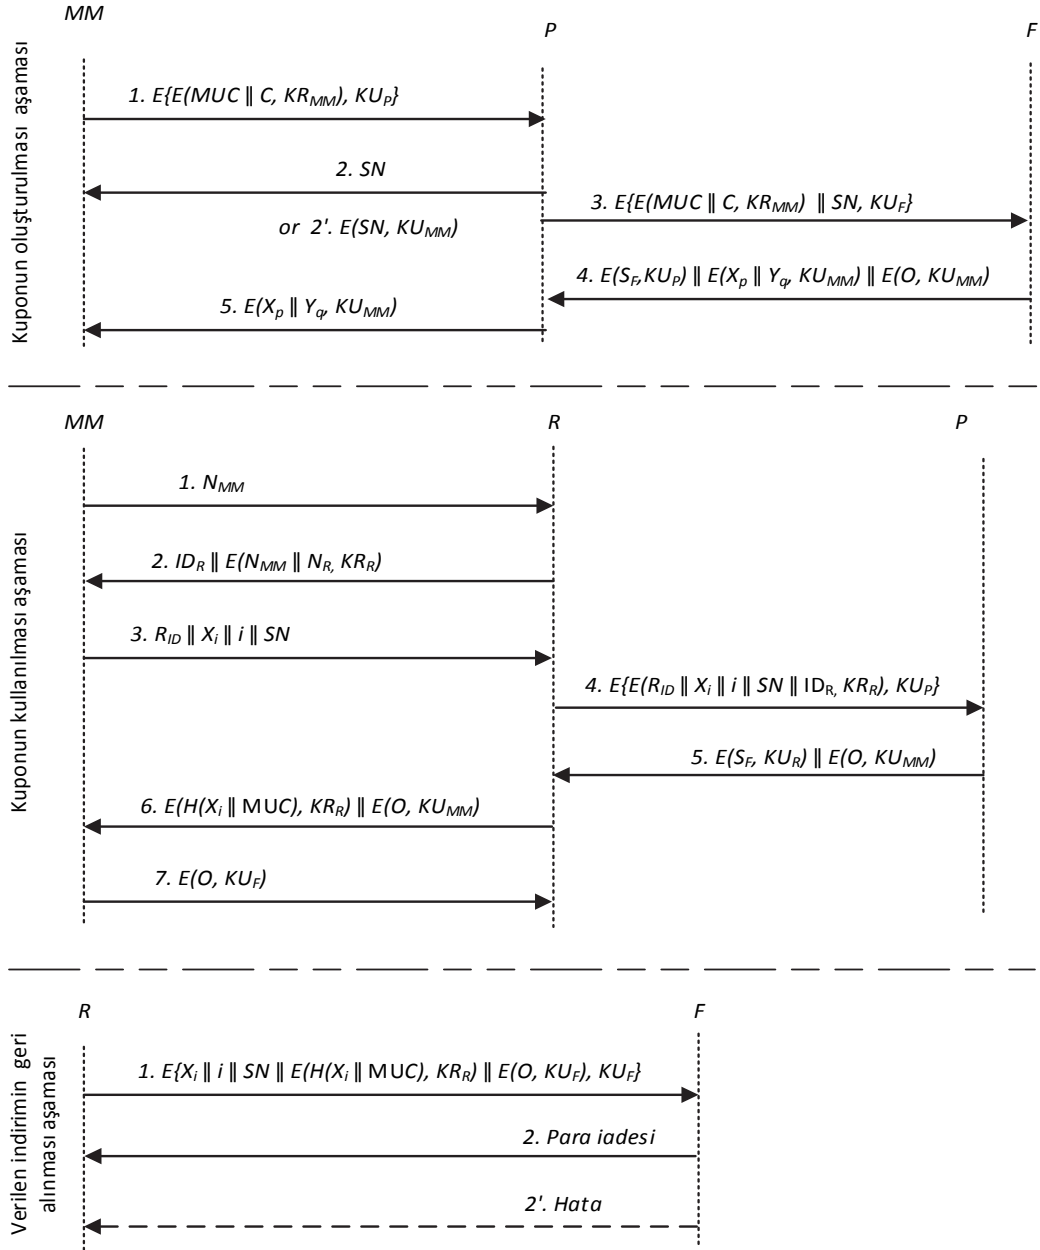 MM
P
F
Kuponun oluşturulması aşaması
1. E{E(MUC ‖ C, KR_MM), KU_P}
2. SN
or 2'. E(SN, KU_MM)
3. E{E(MUC ‖ C, KR_MM) ‖ SN, KU_F}
4. E(S_F,KU_P) ‖ E(X_p ‖ Y_q, KU_MM) ‖ E(O, KU_MM)
5. E(X_p ‖ Y_q, KU_MM)
MM
R
P
Kuponun kullanılması aşaması
1. N_MM
2. ID_R ‖ E(N_MM ‖ N_R, KR_R)
3. R_ID ‖ X_i ‖ i ‖ SN
4. E{E(R_ID ‖ X_i ‖ i ‖ SN ‖ ID_R, KR_R), KU_P}
5. E(S_F, KU_R) ‖ E(O, KU_MM)
6. E(H(X_i ‖ MUC), KR_R) ‖ E(O, KU_MM)
7. E(O, KU_F)
R
F
Verilen indirimin geri
alınması aşaması
1. E{X_i ‖ i ‖ SN ‖ E(H(X_i ‖ MUC), KR_R) ‖ E(O, KU_F), KU_F}
2. Para iadesi
2'. Hata